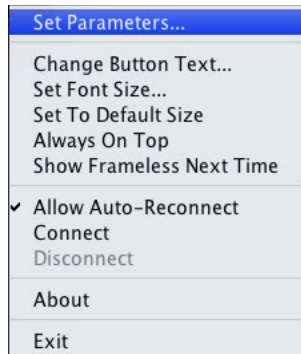 Set Parameters...
Change Button Text...
Set Font Size...
Set To Default Size
Always On Top
Show Frameless Next Time
Allow Auto-Reconnect
Connect
Disconnect
About
Exit